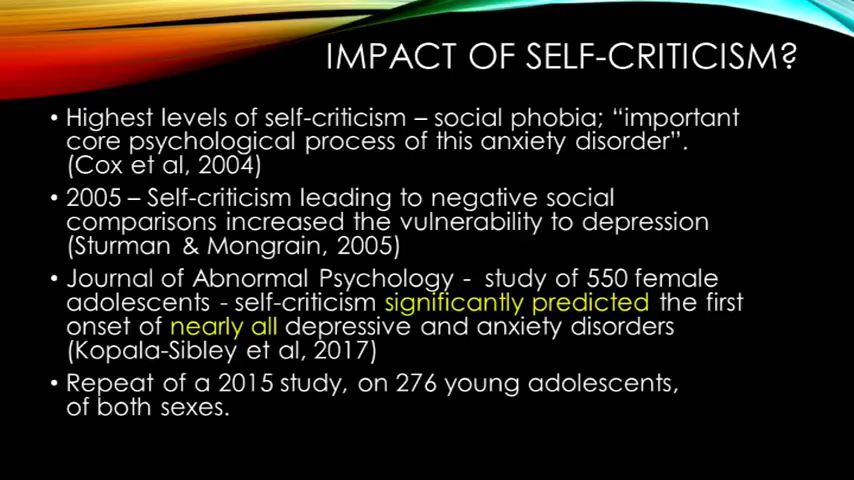 IMPACT OF SELF-CRITICISM?
• Highest levels of self-criticism – social phobia; “important
core psychological process of this anxiety disorder”.
(Cox et al, 2004)
• 2005 – Self-criticism leading to negative social
comparisons increased the vulnerability to depression
(Sturman & Mongrain, 2005)
• Journal of Abnormal Psychology - study of 550 female
adolescents - self-criticism significantly predicted the first
onset of nearly all depressive and anxiety disorders
(Kopala-Sibley et al, 2017)
• Repeat of a 2015 study, on 276 young adolescents,
of both sexes.